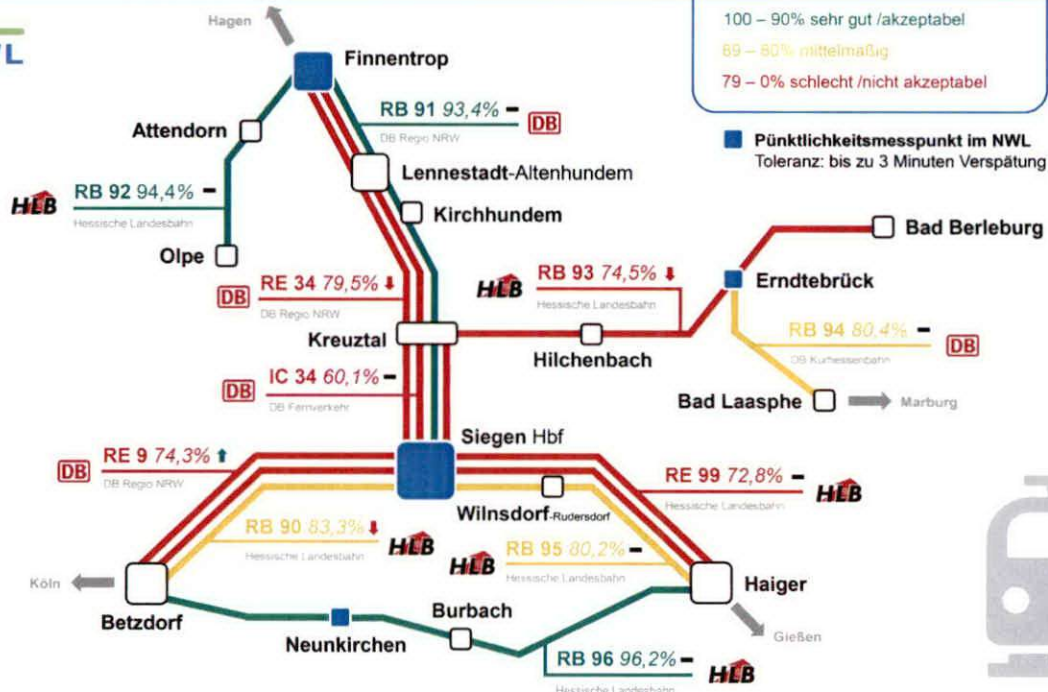 Hagen
WL
100 – 90% sehr gut /akzeptabel
89 – 80% mittelmaßig
79 – 0% schlecht /nicht akzeptabel
Finnentrop
RB 91 93,4% –
DB
DB Regio NRW
Attendorn
Pünktlichkeitsmesspunkt im NWL
Toleranz: bis zu 3 Minuten Verspätung
Lennestadt-Altenhundem
HLB
RB 92 94,4% –
Hessische Landesbahn
Kirchhundem
Olpe
Bad Berleburg
DB
RE 34 79,5%
DB Regio NRW
HLB
RB 93 74,5%
Hessische Landesbahn
Erndtebrück
Kreuztal
Hilchenbach
RB 94 80,4% –
DB
DB Kurhessenbahn
DB
IC 34 60,1% –
DB Fernverkehr
Bad Laasphe
Marburg
Siegen Hbf
DB
RE 9 74,3%
DB Regio NRW
RE 99 72,8% –
HLB
Hessische Landesbahn
Wilnsdorf-Rudersdorf
RB 90 83,3%
HLB
Hessische Landesbahn
HLB
RB 95 80,2% –
Hessische Landesbahn
Köln
Betzdorf
Haiger
Burbach
Neunkirchen
Gießen
RB 96 96,2% –
HLB
Hessische Landesbahn